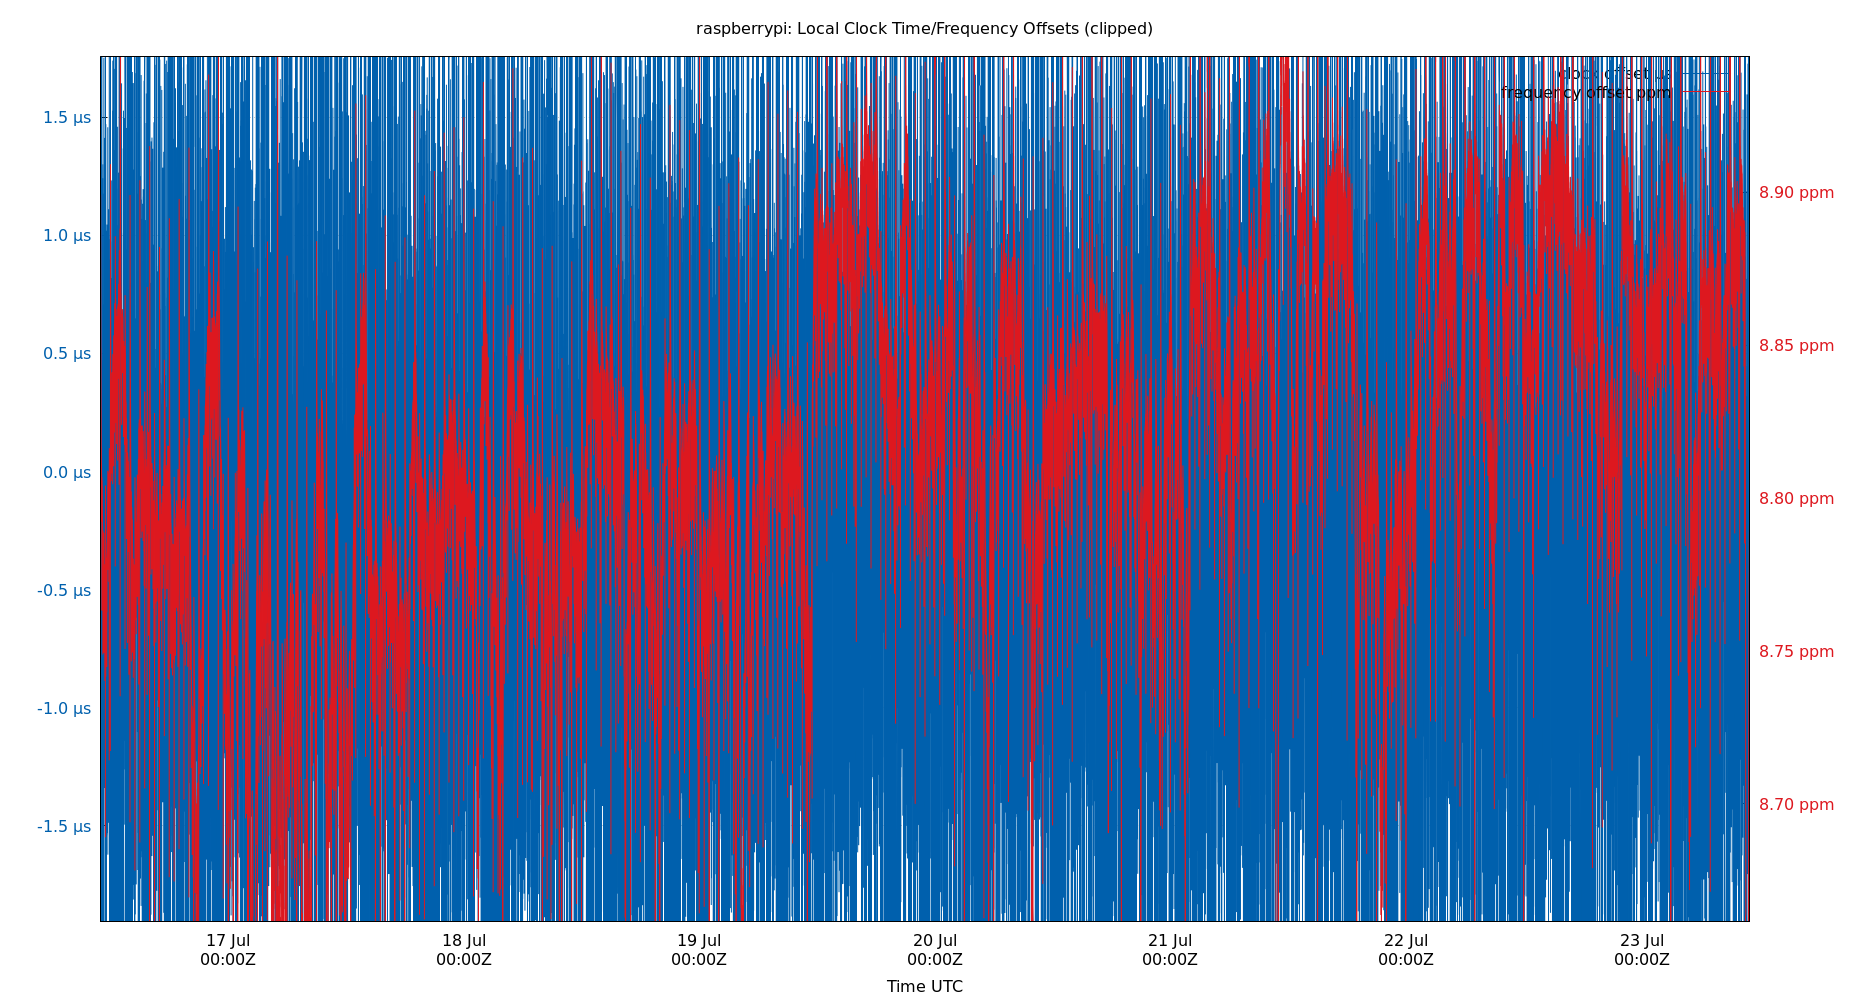 raspberrypi: Local Clock Time/Frequency Offsets (clipped)
clock offset µs
frequency offset ppm
1.5 µs
1.0 µs
0.5 µs
0.0 µs
-0.5 µs
-1.0 µs
-1.5 µs
8.90 ppm
8.85 ppm
8.80 ppm
8.75 ppm
8.70 ppm
17 Jul
00:00Z
18 Jul
00:00Z
19 Jul
00:00Z
20 Jul
00:00Z
21 Jul
00:00Z
22 Jul
00:00Z
23 Jul
00:00Z
Time UTC